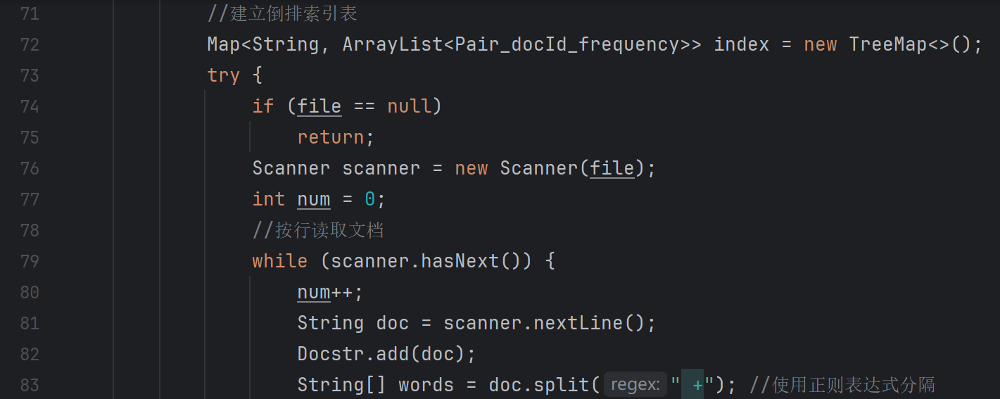 71 //建立倒排索引表
72 Map<String, ArrayList<Pair_docId_frequency>> index = new TreeMap<>();
73 try {
74 if (file == null)
75 return;
76 Scanner scanner = new Scanner(file);
77 int num = 0;
78 //按行读取文档
79 while (scanner.hasNext()) {
80 num++;
81 String doc = scanner.nextLine();
82 Docstr.add(doc);
83 String[] words = doc.split( regex: " +"); //使用正则表达式分隔